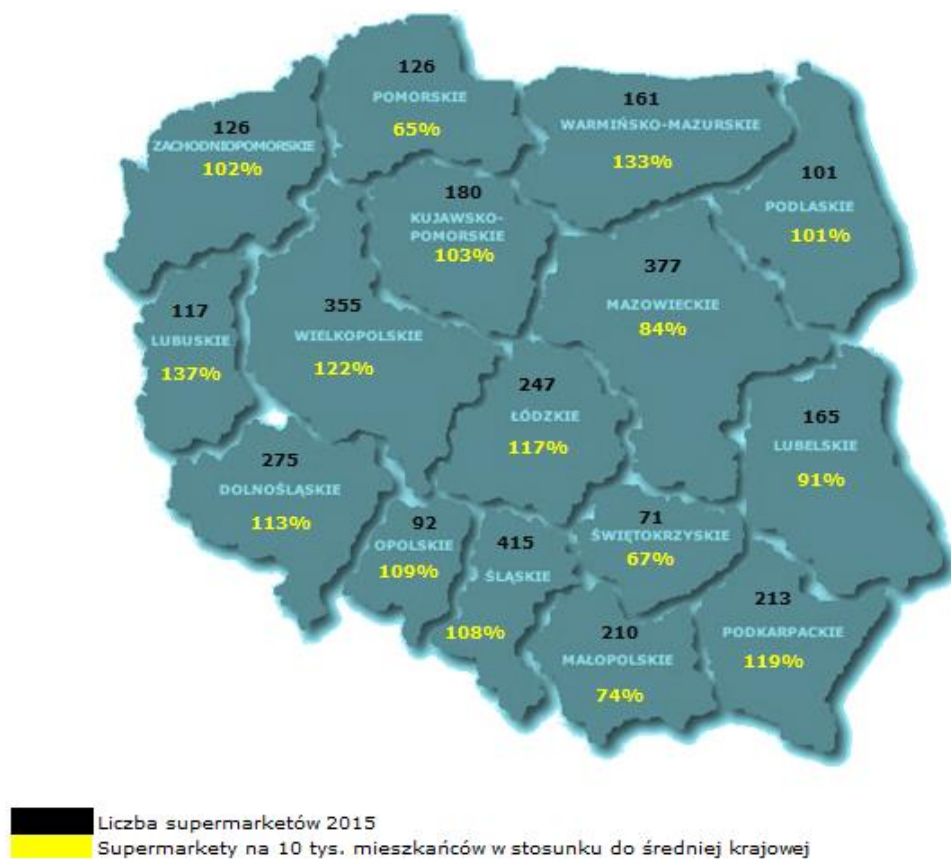 126
POMORSKIE
65%
161
WARMIŃSKO-MAZURSKIE
133%
126
ZACHODNIOPOMORSKIE
102%
101
PODLASKIE
101%
180
KUJAWSKO-
POMORSKIE
103%
377
MAZOWIECKIE
84%
117
LUBUSKIE
137%
355
WIELKOPOLSKIE
122%
247
ŁÓDZKIE
117%
165
LUBELSKIE
91%
275
DOLNOŚLĄSKIE
113%
92
OPOLSKIE
109%
415
ŚLĄSKIE
108%
71
ŚWIĘTOKRZYSKIE
67%
210
MAŁOPOLSKIE
74%
213
PODKARPACKIE
119%
Liczba supermarketów 2015
Supermarkety na 10 tys. mieszkańców w stosunku do średniej krajowej